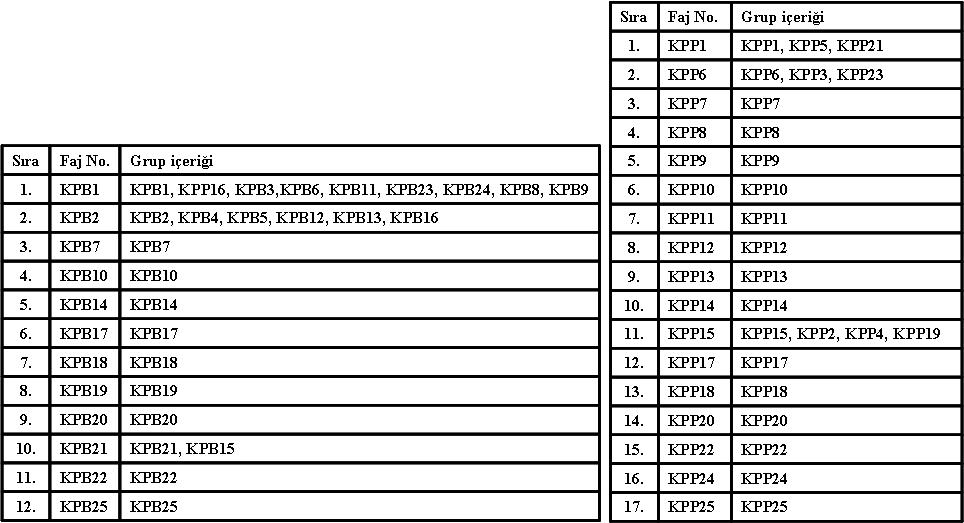 Sıra Faj No. Grup içeriği
1. KPB1 KPB1, KPP16, KPB3,KPB6, KPB11, KPB23, KPB24, KPB8, KPB9
2. KPB2 KPB2, KPB4, KPB5, KPB12, KPB13, KPB16
3. KPB7 KPB7
4. KPB10 KPB10
5. KPB14 KPB14
6. KPB17 KPB17
7. KPB18 KPB18
8. KPB19 KPB19
9. KPB20 KPB20
10. KPB21 KPB21, KPB15
11. KPB22 KPB22
12. KPB25 KPB25
Sıra Faj No. Grup içeriği
1. KPP1 KPP1, KPP5, KPP21
2. KPP6 KPP6, KPP3, KPP23
3. KPP7 KPP7
4. KPP8 KPP8
5. KPP9 KPP9
6. KPP10 KPP10
7. KPP11 KPP11
8. KPP12 KPP12
9. KPP13 KPP13
10. KPP14 KPP14
11. KPP15 KPP15, KPP2, KPP4, KPP19
12. KPP17 KPP17
13. KPP18 KPP18
14. KPP20 KPP20
15. KPP22 KPP22
16. KPP24 KPP24
17. KPP25 KPP25